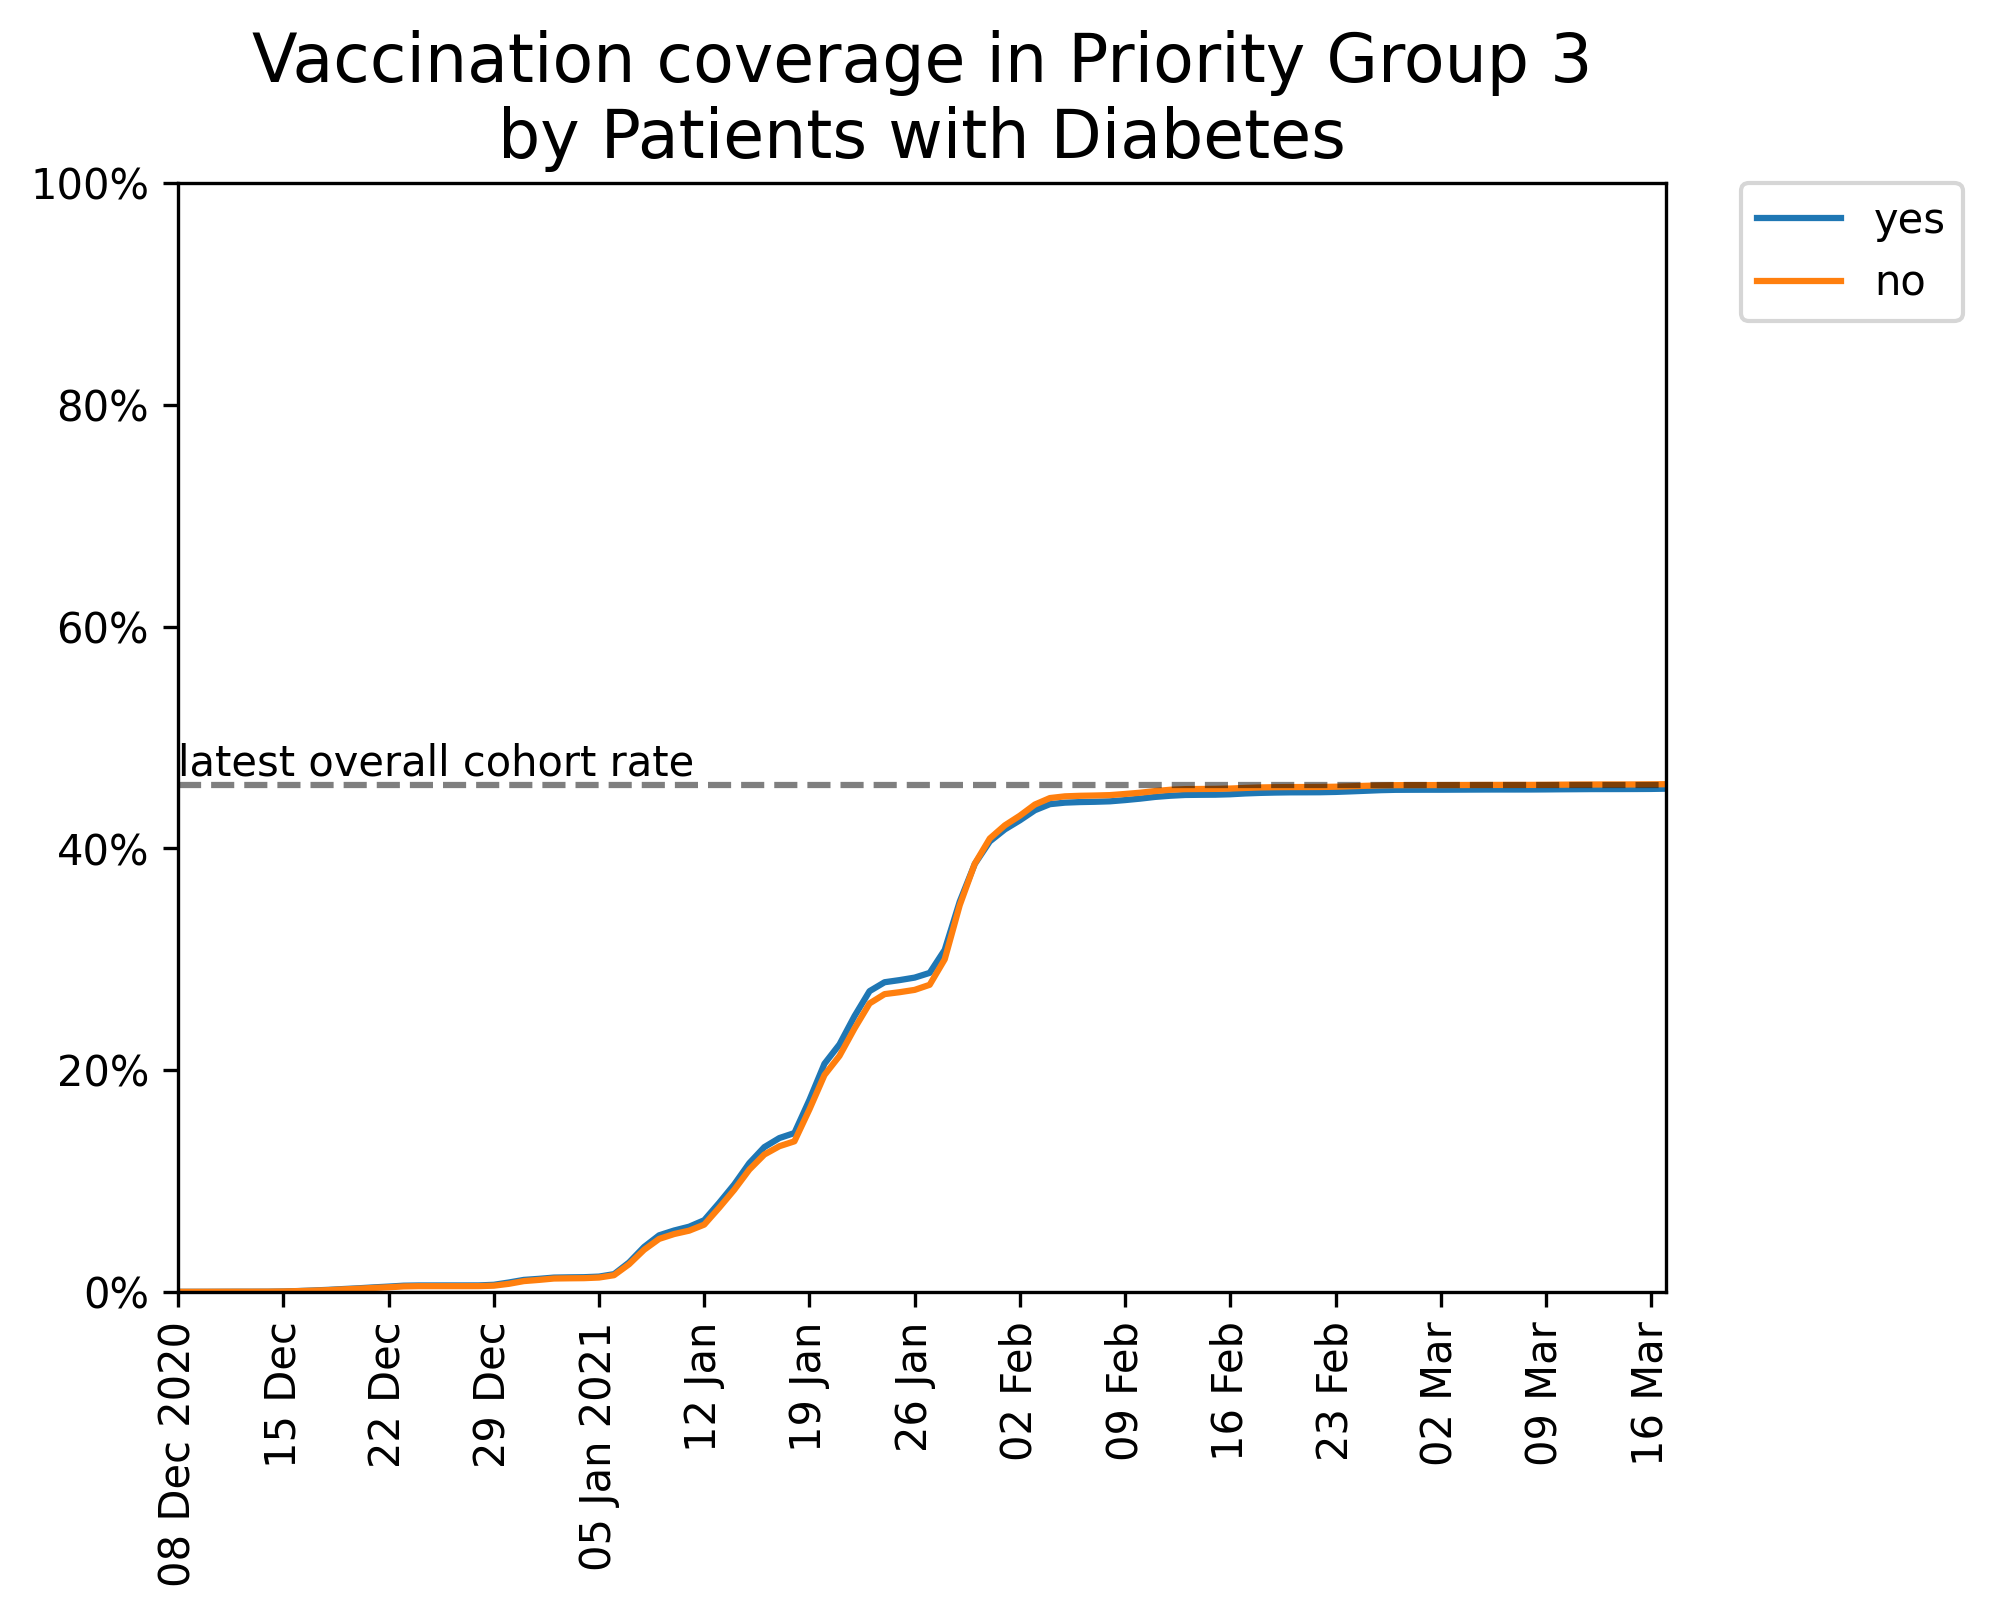 Vaccination coverage in Priority Group 3
by Patients with Diabetes
100%
80%
60%
40%
20%
0%
latest overall cohort rate
yes
no
08 Dec 2020
15 Dec
22 Dec
29 Dec
05 Jan 2021
12 Jan
19 Jan
26 Jan
02 Feb
09 Feb
16 Feb
23 Feb
02 Mar
09 Mar
16 Mar